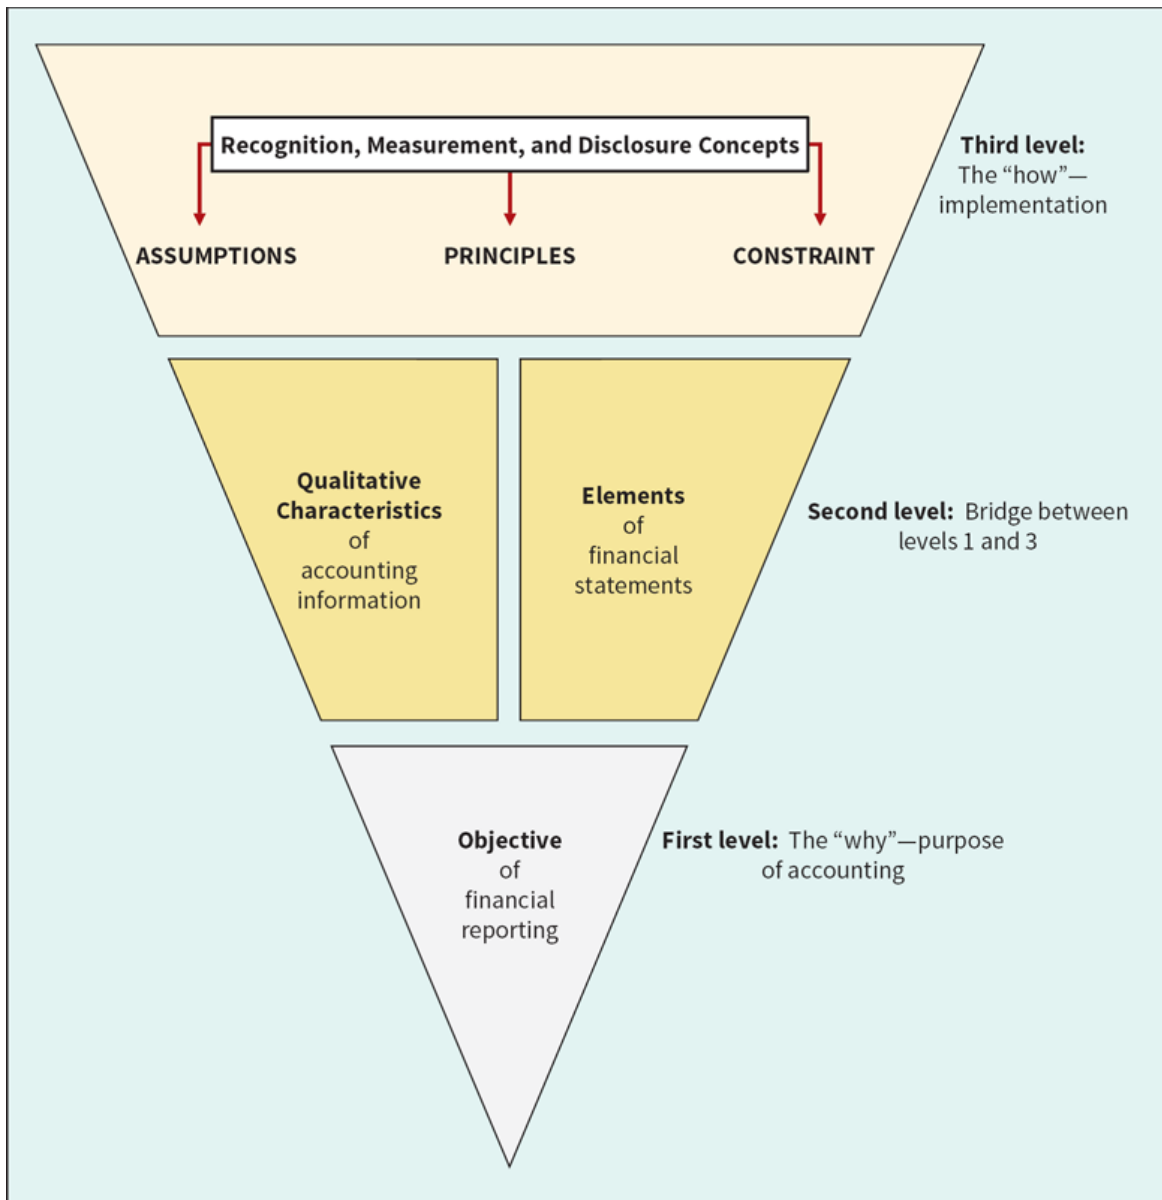 Recognition, Measurement, and Disclosure Concepts
ASSUMPTIONS
PRINCIPLES
CONSTRAINT
Third level:
The “how”—
implementation
Qualitative
Characteristics
of
accounting
information
Elements
of
financial
statements
Second level: Bridge between
levels 1 and 3
Objective
of
financial
reporting
First level: The “why”—purpose
of accounting